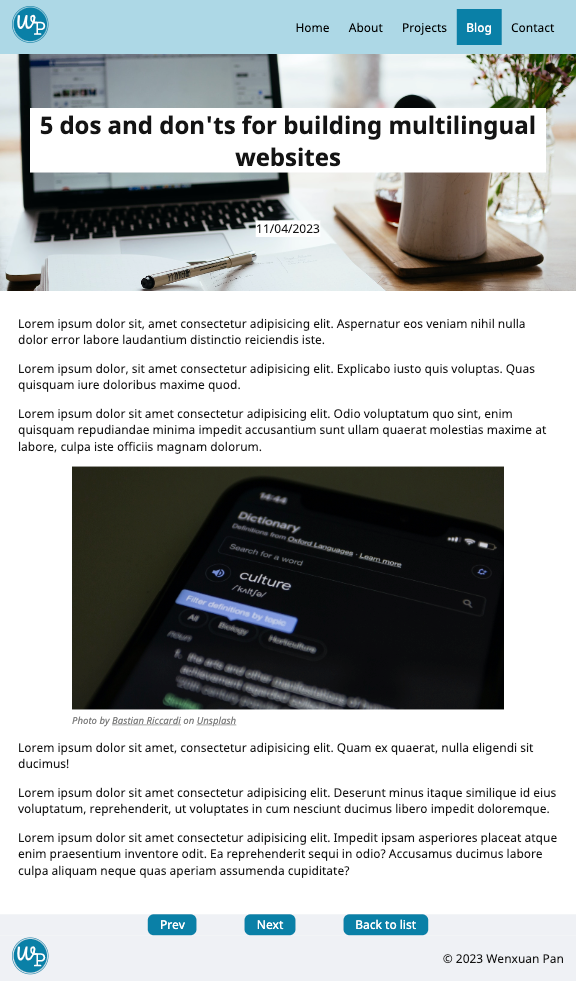 WP
Home About Projects Blog Contact
5 dos and don'ts for building multilingual
websites
11/04/2023
Lorem ipsum dolor sit, amet consectetur adipisicing elit. Aspernatur eos veniam nihil nulla
dolor error labore laudantium distinctio reiciendis iste.
Lorem ipsum dolor, sit amet consectetur adipisicing elit. Explicabo iusto quis voluptas. Quas
quisquam iure doloribus maxime quod.
Lorem ipsum dolor sit amet consectetur adipisicing elit. Odio voluptatum quo sint, enim
quisquam repudiandae minima impedit accusantium sunt ullam quaerat molestias maxime at
labore, culpa iste officiis magnam dolorum.
14:44
Dictionary
Definitions from Oxford Languages · Learn more
Search for a word
culture
/ˈkʌltʃə/
Filter definitions by topic
All Biology Horticulture
noun
1. the arts and other manifestations of
achievement regarded
20th century
Photo by Bastian Riccardi on Unsplash
Lorem ipsum dolor sit amet, consectetur adipisicing elit. Quam ex quaerat, nulla eligendi sit
ducimus!
Lorem ipsum dolor sit amet consectetur adipisicing elit. Deserunt minus itaque similique id eius
voluptatum, reprehenderit, ut voluptates in cum nesciunt ducimus libero impedit doloremque.
Lorem ipsum dolor sit amet consectetur adipisicing elit. Impedit ipsam asperiores placeat atque
enim praesentium inventore odit. Ea reprehenderit sequi in odio? Accusamus ducimus labore
culpa aliquam neque quas aperiam assumenda cupiditate?
Prev Next Back to list
WP
© 2023 Wenxuan Pan